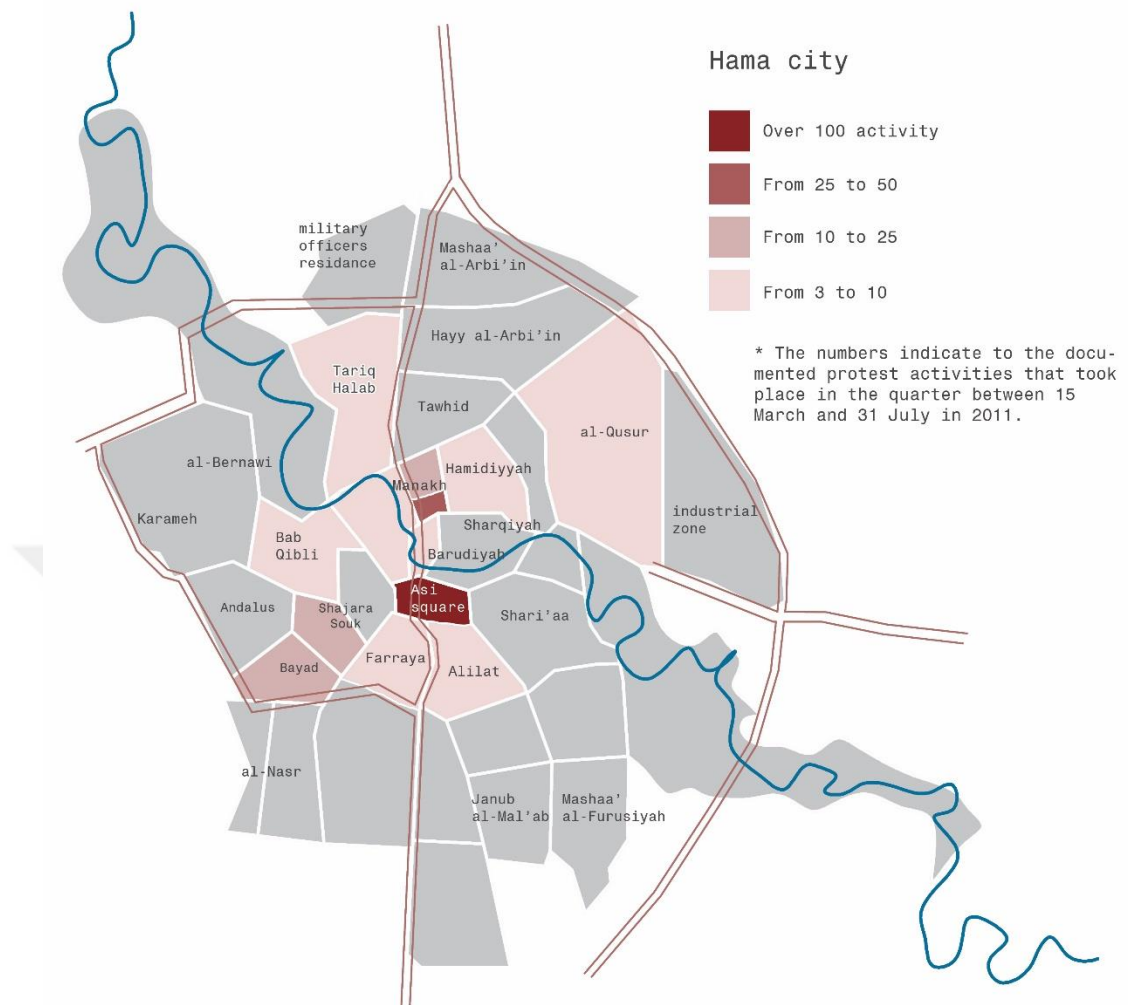 Hama city
Over 100 activity
From 25 to 50
From 10 to 25
From 3 to 10
* The numbers indicate to the docu-
mented protest activities that took
place in the quarter between 15
March and 31 July in 2011.
military
officers
residance
Mashaa'
al-Arbi'in
Hayy al-Arbi'in
Tariq
Halab
Tawhid
al-Qusur
al-Bernawi
Manakh
Hamidiyyah
Karameh
industrial
zone
Sharqiyah
Bab
Qibli
Barudiyah
Asi
square
Andalus
Shajara
Souk
Shari'aa
Bayad
Farraya
Alilat
al-Nasr
Janub
al-Mal'ab
Mashaa'
al-Furusiyah